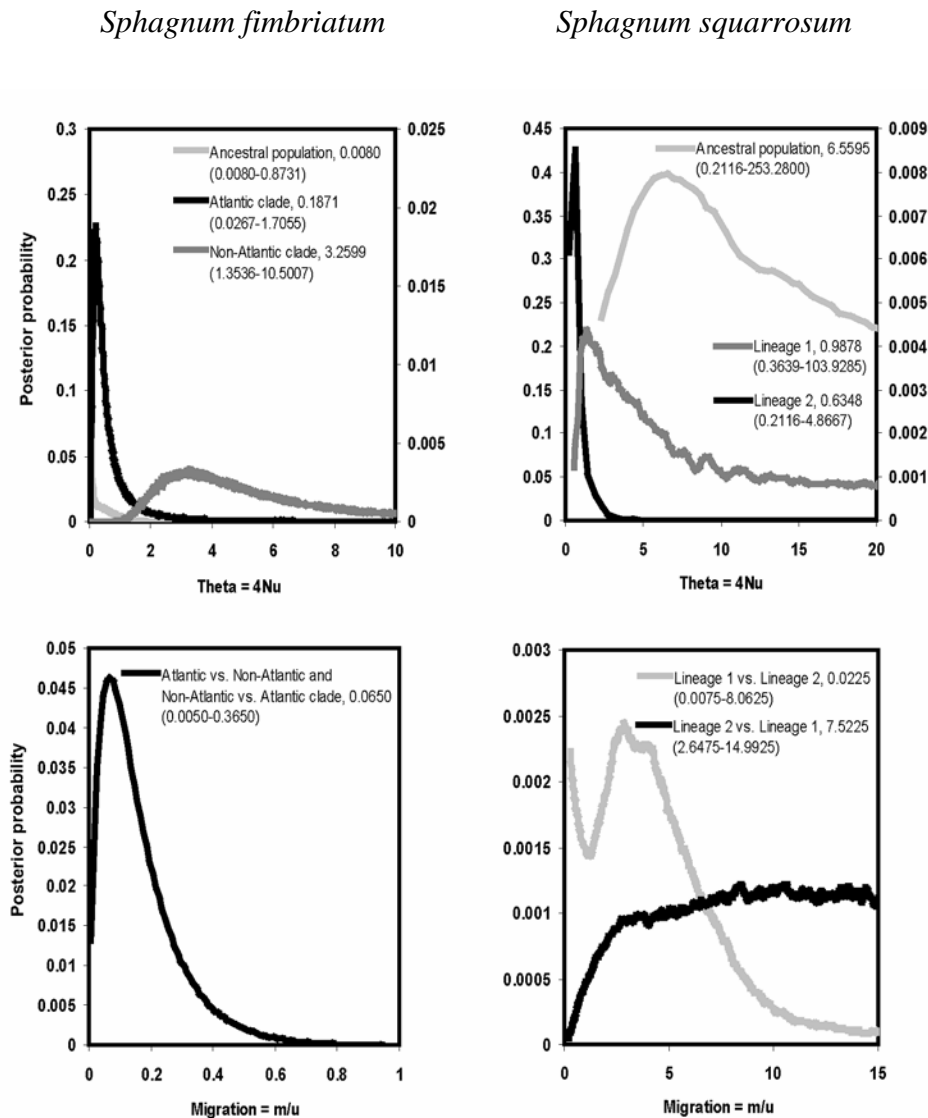 Sphagnum fimbriatum
Sphagnum squarrosum
0.3
0.25
0.2
0.15
0.1
0.05
0
Posterior probability
0.025
0.02
0.015
0.01
0.005
0
Ancestral population, 0.0080
(0.0080-0.8731)
Atlantic clade, 0.1871
(0.0267-1.7055)
Non-Atlantic clade, 3.2599
(1.3536-10.5007)
0 2 4 6 8 10
Theta = 4Nu
0.45
0.4
0.35
0.3
0.25
0.2
0.15
0.1
0.05
0
0.009
0.008
0.007
0.006
0.005
0.004
0.003
0.002
0.001
0
Ancestral population, 6.5595
(0.2116-253.2800)
Lineage 1, 0.9878
(0.3639-103.9285)
Lineage 2, 0.6348
(0.2116-4.8667)
0 5 10 15 20
Theta = 4Nu
0.05
0.045
0.04
0.035
0.03
0.025
0.02
0.015
0.01
0.005
0
Posterior probability
Atlantic vs. Non-Atlantic and
Non-Atlantic vs. Atlantic clade, 0.0650
(0.0050-0.3650)
0 0.2 0.4 0.6 0.8 1
Migration = m/u
0.003
0.0025
0.002
0.0015
0.001
0.0005
0
Lineage 1 vs. Lineage 2, 0.0225
(0.0075-8.0625)
Lineage 2 vs. Lineage 1, 7.5225
(2.6475-14.9925)
0 5 10 15
Migration = m/u